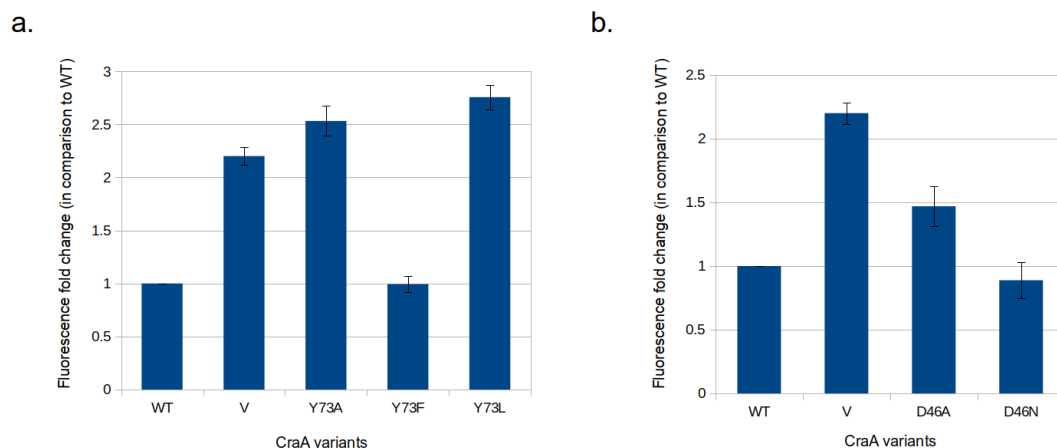 a.
Fluorescence fold change (in comparison to WT)
3
2.5
2
1.5
1
0.5
0
WT V Y73A Y73F Y73L
CraA variants
b.
Fluorescence fold change (in comparison to WT)
2.5
2
1.5
1
0.5
0
WT V D46A D46N
CraA variants